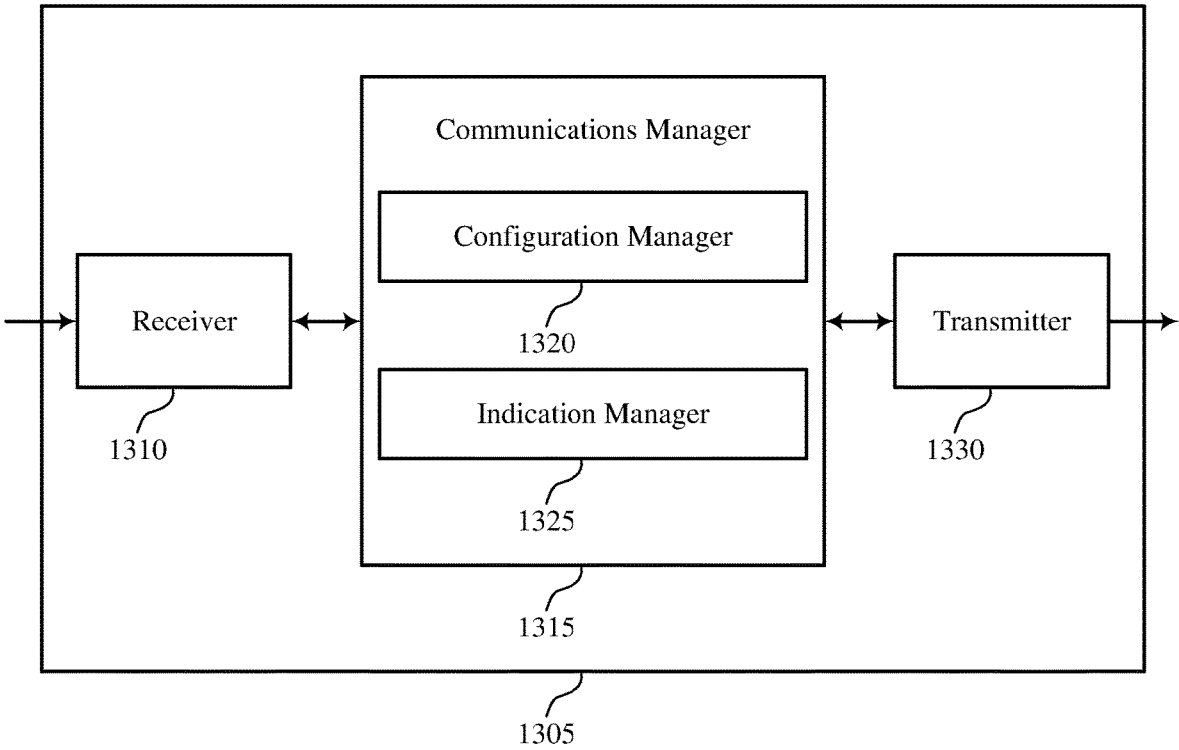 Communications Manager
Configuration Manager
1320
Receiver
1310
Transmitter
1330
Indication Manager
1325
1315
1305